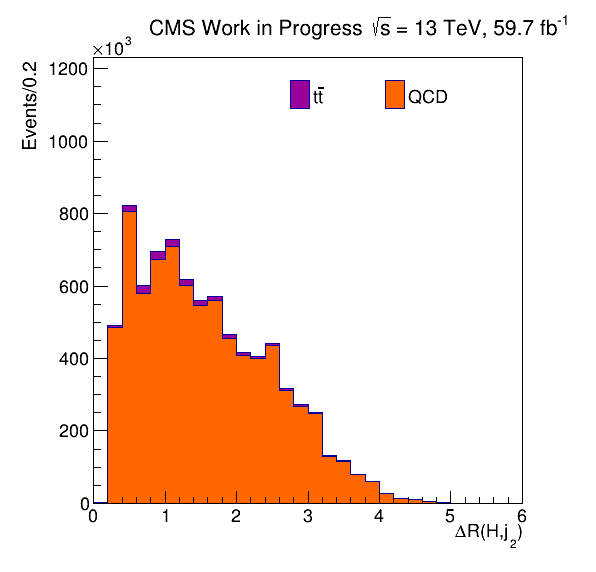 CMS Work in Progress √s = 13 TeV, 59.7 fb⁻¹
×10³
Events/0.2
1200
1000
800
600
400
200
0
tt̄
QCD
0 1 2 3 4 5 6
ΔR(H,j₂)